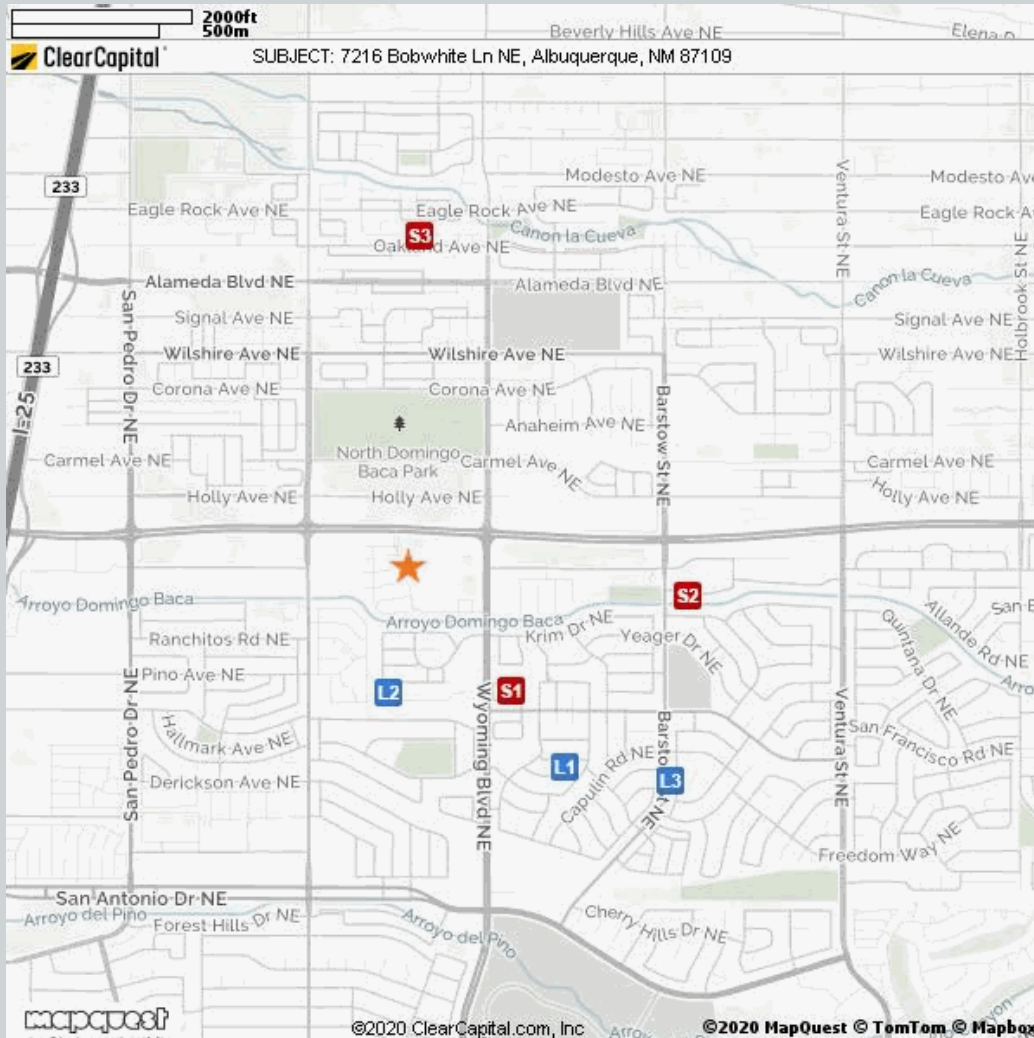 2000ft
500m
Beverly Hills Ave NE
Elena D
ClearCapital
SUBJECT: 7216 Bobwhite Ln NE, Albuquerque, NM 87109
233
Modesto Ave NE
Modesto Ave
Ventura St NE
Eagle Rock Ave NE
Eagle Rock Ave NE
Eagle Rock A
S3
Canon la Cueva
Oakland Ave NE
Alameda Blvd NE
Alameda Blvd NE
Canon la Cueva
Holbrook St NE
San Pedro Dr NE
Signal Ave NE
Signal Ave NE
Wilshire Ave NE
Wilshire Ave NE
Wilshire Ave NE
233
Corona Ave NE
Corona Ave NE
Barstow St NE
I-25
Anaheim Ave NE
North Domingo
Baca Park
Carmel Ave NE
Carmel Ave NE
Carmel Ave NE
Holly Ave NE
Holly Ave NE
Holly Ave NE
Arroyo Domingo Baca
S2
Arroyo Domingo Baca
Krim Dr NE
Yeager Dr NE
Allande Rd NE
San
Quintana Dr NE
Ranchitos Rd NE
Pino Ave NE
Arro
L2
S1
San Pedro Dr NE
Wyoming Blvd NE
Ventura St NE
Hallmark Ave NE
San Francisco Rd NE
L1
Capulin Rd NE
L3
Derickson Ave NE
Freedom Way NE
San Antonio Dr NE
Arroyo del Pino
Forest Hills Dr NE
Arroyo del Pino
Cherry Hills Dr NE
mapquest
©2020 ClearCapital.com, Inc
©2020 MapQuest © TomTom © Mapbox